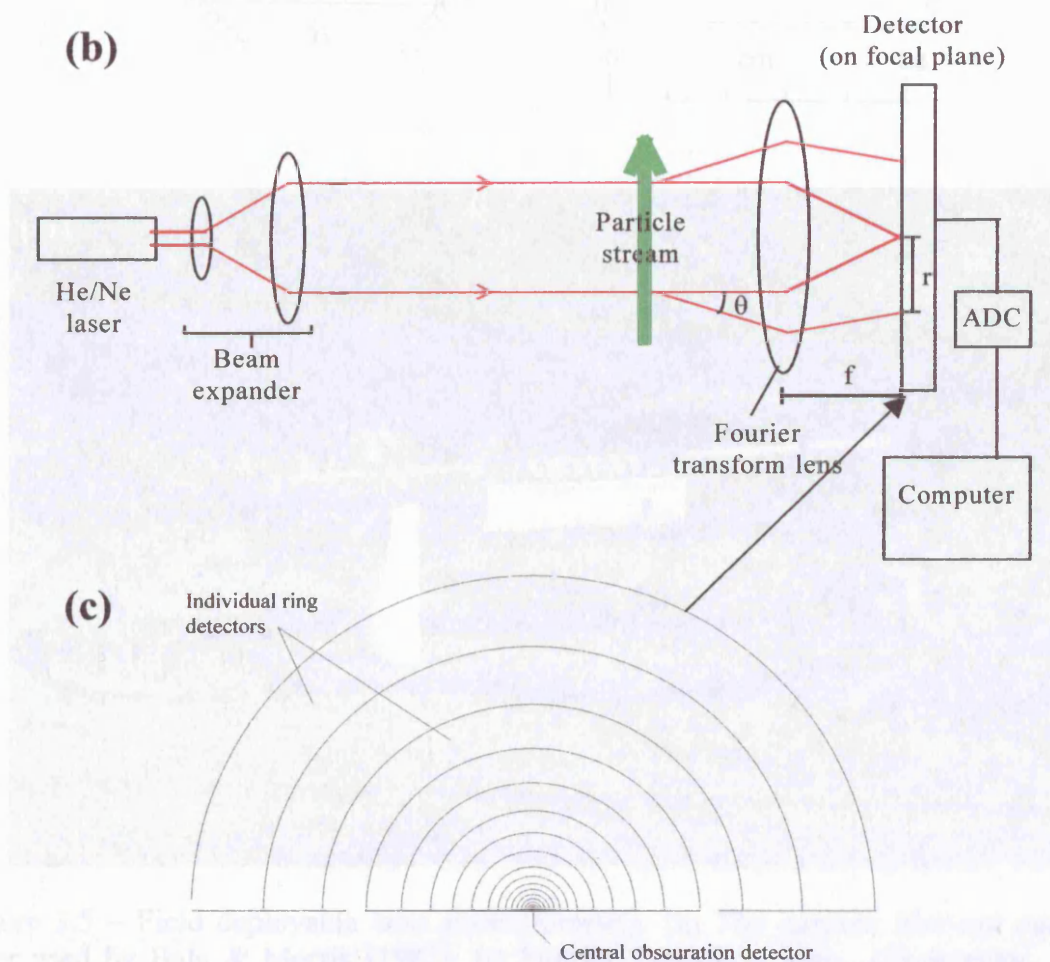 (b)
Detector
(on focal plane)
He/Ne
laser
Beam
expander
Particle
stream
θ
r
f
ADC
Fourier
transform lens
Computer
(c)
Individual ring
detectors
Central obscuration detector